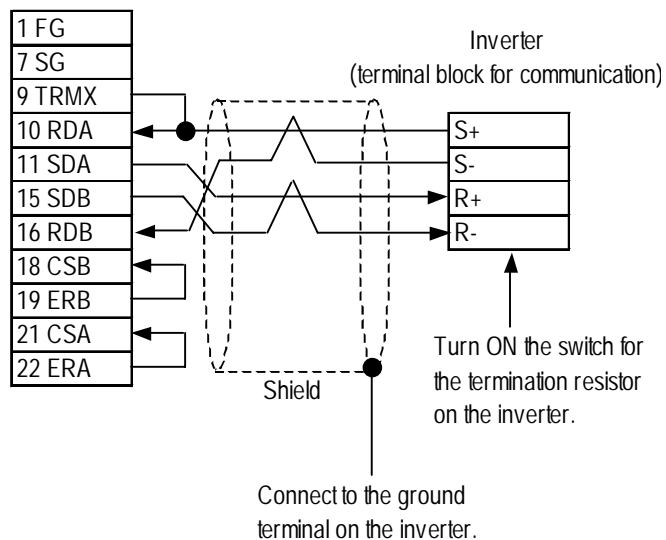 1 FG
7 SG
9 TRMX
10 RDA
11 SDA
15 SDB
16 RDB
18 CSB
19 ERB
21 CSA
22 ERA
Inverter
(terminal block for communication)
S+
S-
R+
R-
Turn ON the switch for
the termination resistor
on the inverter.
Shield
Connect to the ground
terminal on the inverter.